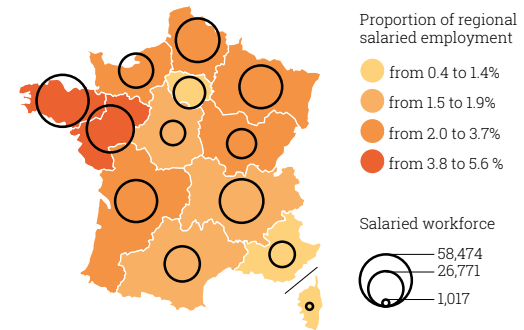 Proportion of regional
salaried employment
from 0.4 to 1.4%
from 1.5 to 1.9%
from 2.0 to 3.7%
from 3.8 to 5.6 %
Salaried workforce
58,474
26,771
1,017